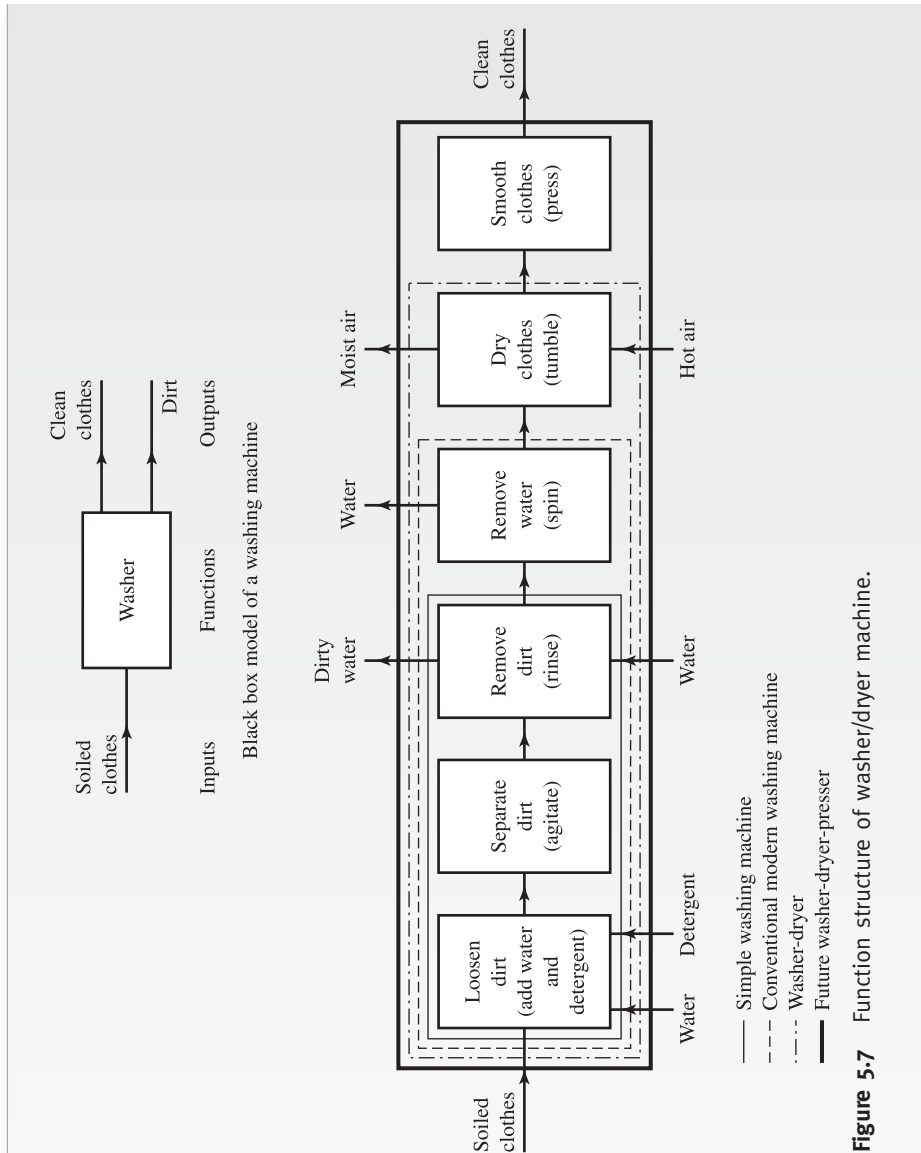 Soiled
clothes
Washer
Clean
clothes
Dirt
Inputs
Functions
Outputs
Black box model of a washing machine
Dirty
water
Water
Moist air
Soiled
clothes
Loosen
dirt
(add water
and
detergent)
Separate
dirt
(agitate)
Remove
dirt
(rinse)
Remove
water
(spin)
Dry
clothes
(tumble)
Smooth
clothes
(press)
Clean
clothes
Water
Detergent
Water
Hot air
Simple washing machine
Conventional modern washing machine
Washer-dryer
Future washer-dryer-presser
Figure 5.7 Function structure of washer/dryer machine.